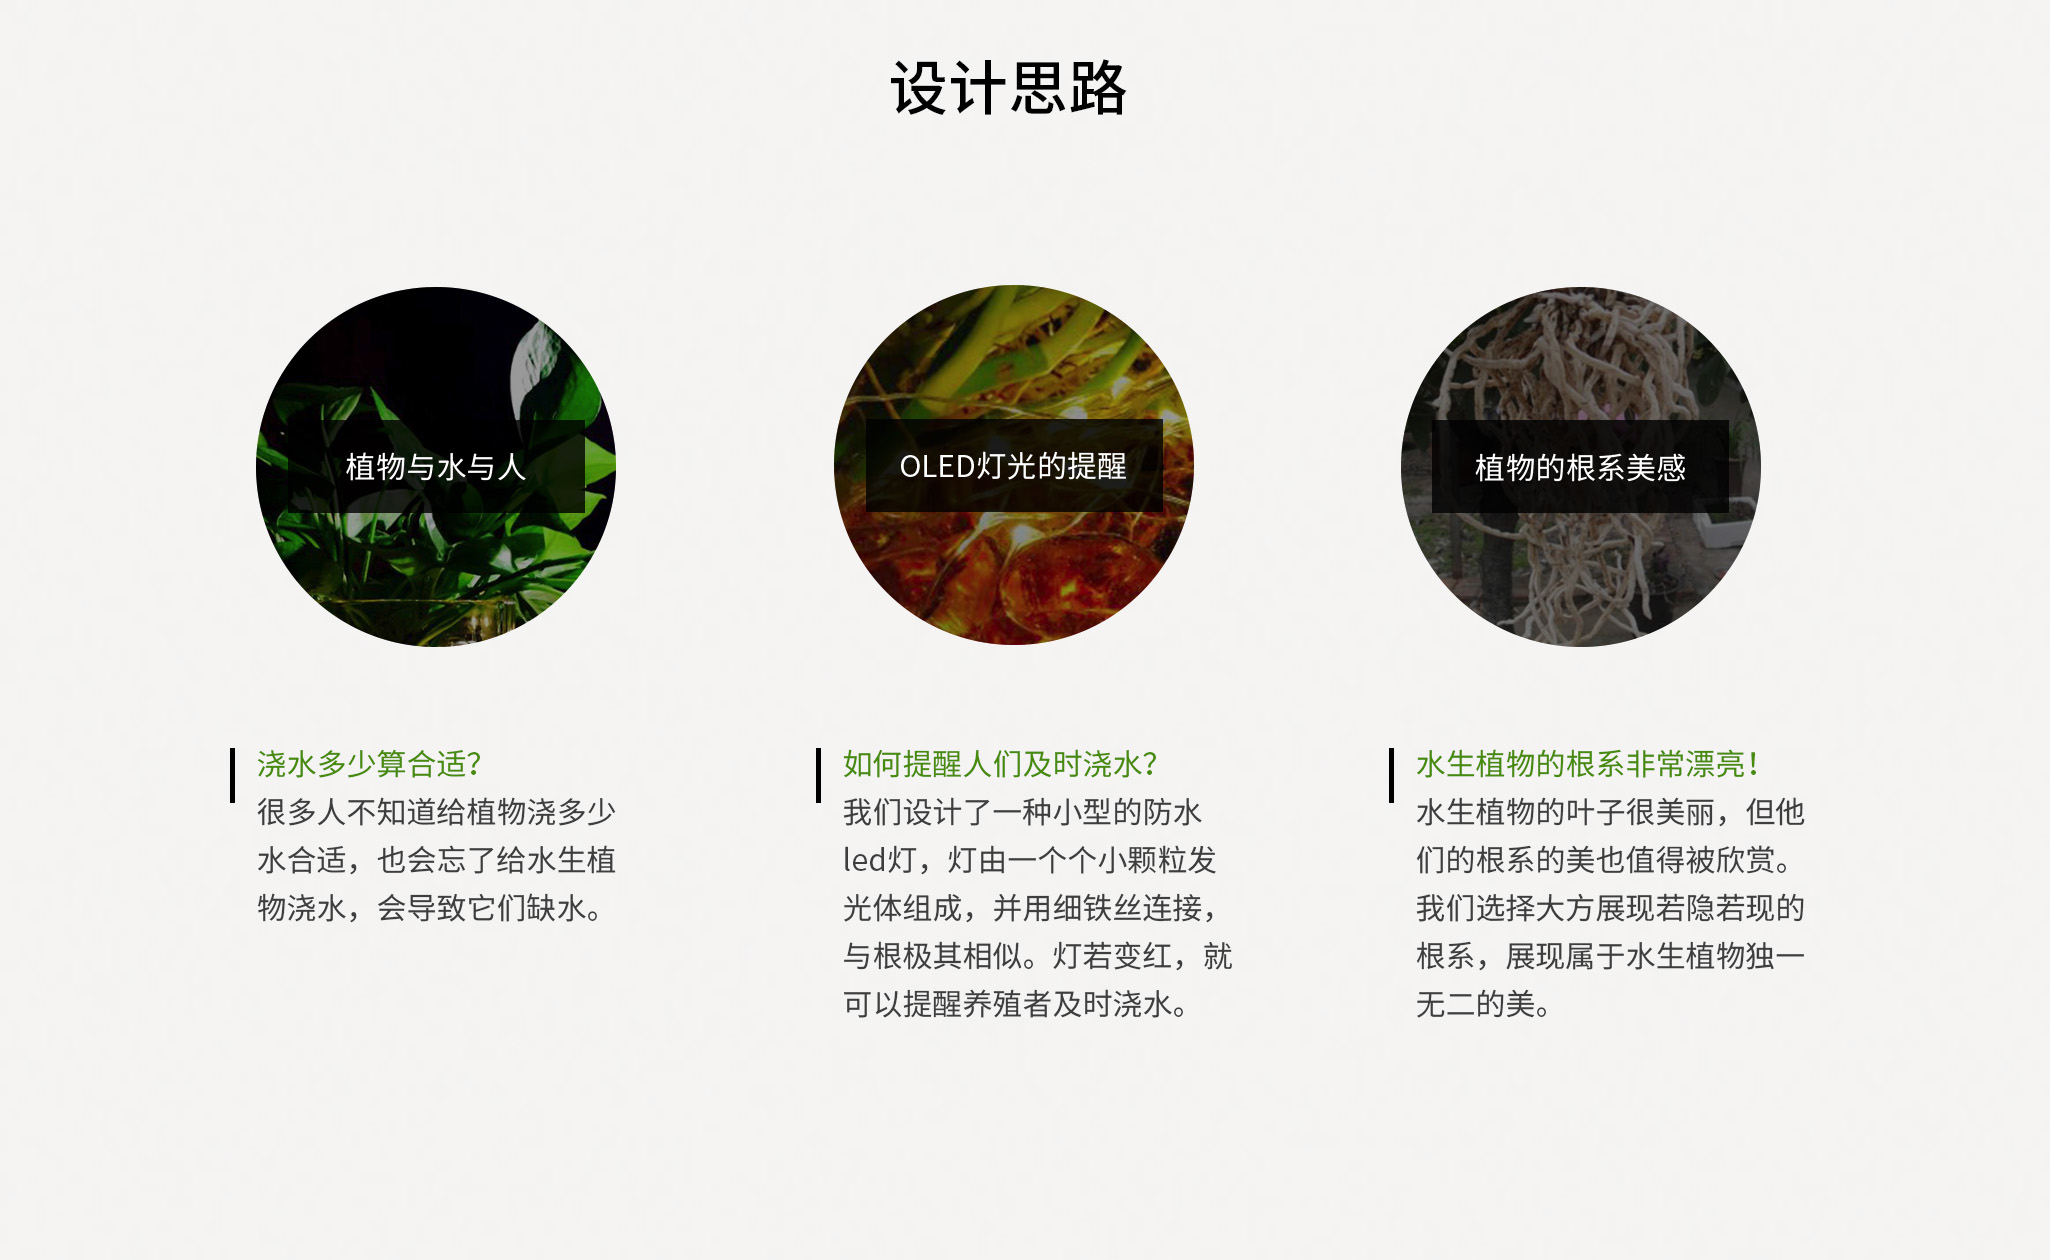 设计思路
植物与水与人
OLED灯光的提醒
植物的根系美感
浇水多少算合适？
很多人不知道给植物浇多少
水合适，也会忘了给水生植
物浇水，会导致它们缺水。
如何提醒人们及时浇水？
我们设计了一种小型的防水
led灯，灯由一个个小颗粒发
光体组成，并用细铁丝连接，
与根极其相似。灯若变红，就
可以提醒养殖者及时浇水。
水生植物的根系非常漂亮！
水生植物的叶子很美丽，但他
们的根系的美也值得被欣赏。
我们选择大方展现若隐若现的
根系，展现属于水生植物独一
无二的美。